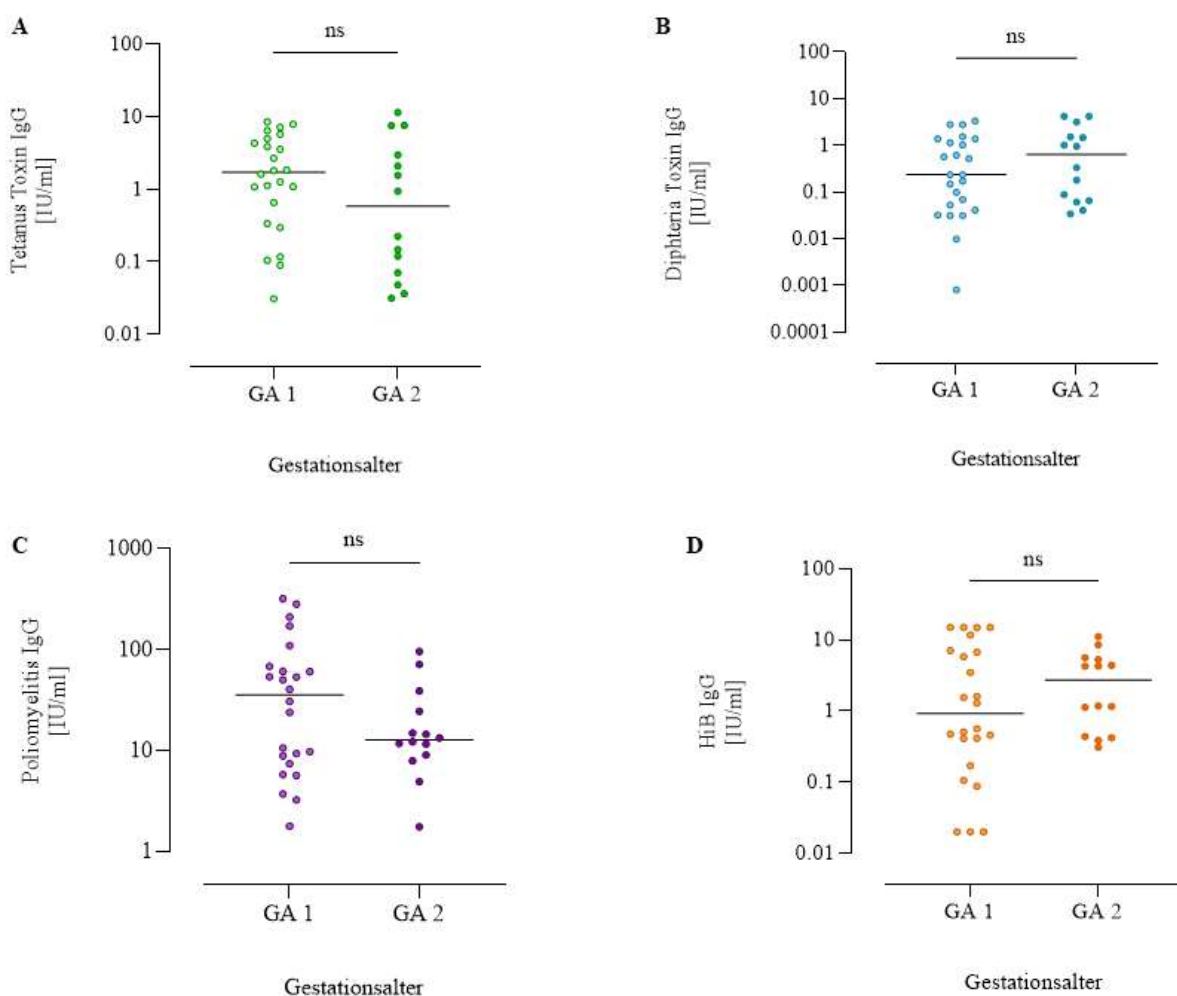 A
ns
100
10
1
0.1
0.01
Tetanus Toxin IgG
[IU/ml]
GA 1
GA 2
Gestationsalter
B
ns
100
10
1
0.1
0.01
0.001
0.0001
Diphteria Toxin IgG
[IU/ml]
GA 1
GA 2
Gestationsalter
C
ns
1000
100
10
1
Poliomyelitis IgG
[IU/ml]
GA 1
GA 2
Gestationsalter
D
ns
100
10
1
0.1
0.01
HiB IgG
[IU/ml]
GA 1
GA 2
Gestationsalter